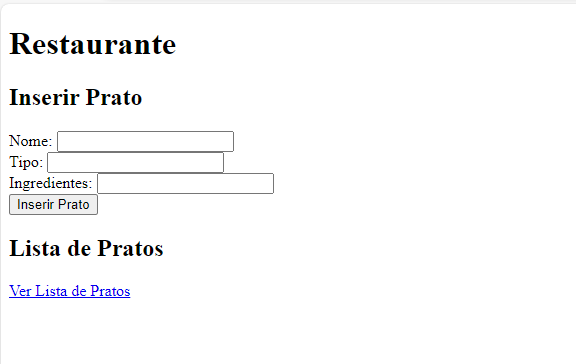 Restaurante
Inserir Prato
Nome:
Tipo:
Ingredientes:
Inserir Prato
Lista de Pratos
Ver Lista de Pratos